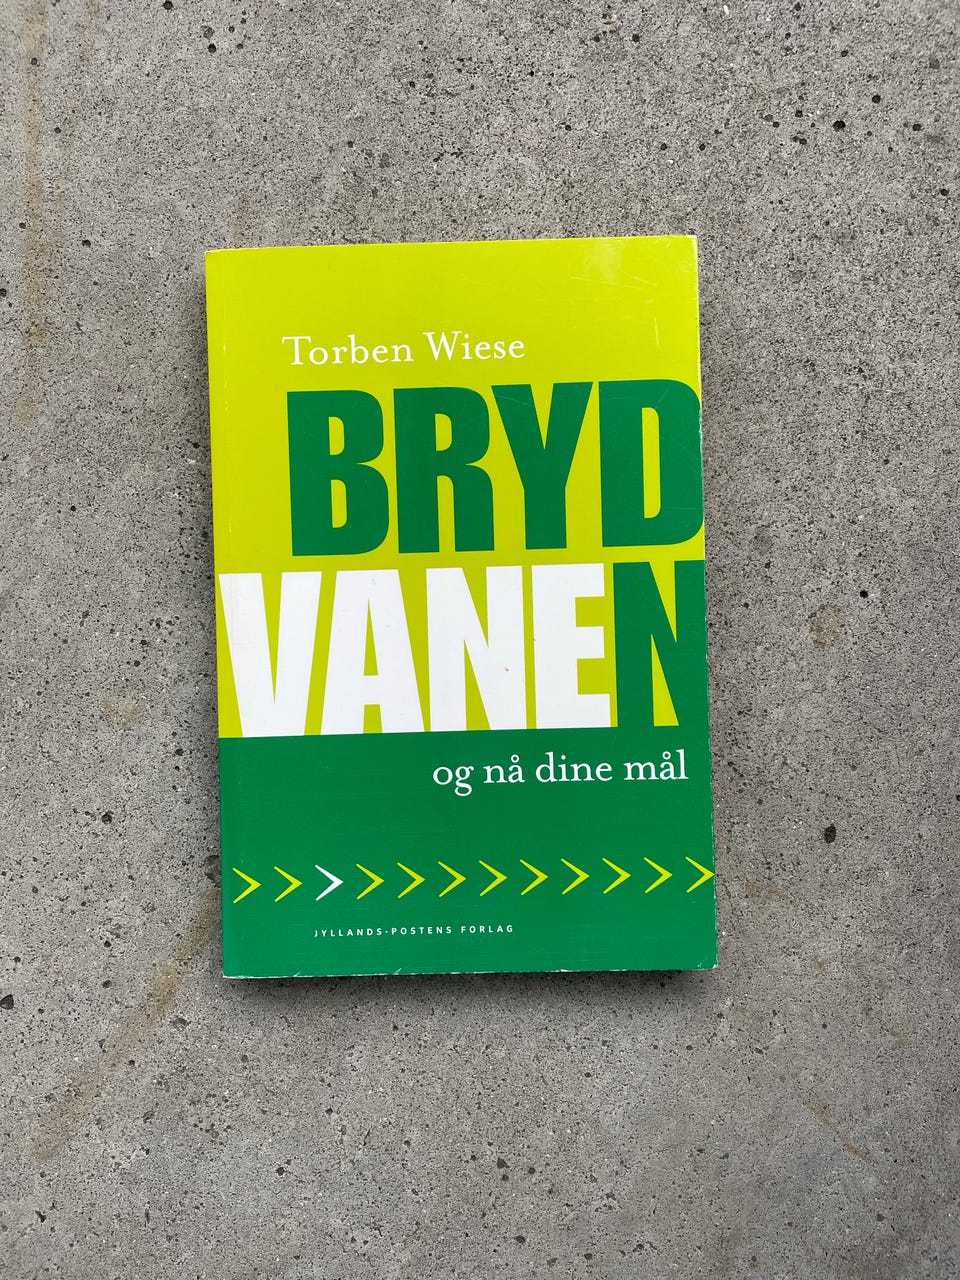 Torben Wiese
BRYD
VANEN
og nå dine mål
JYLLANDS-POSTENS FORLAG